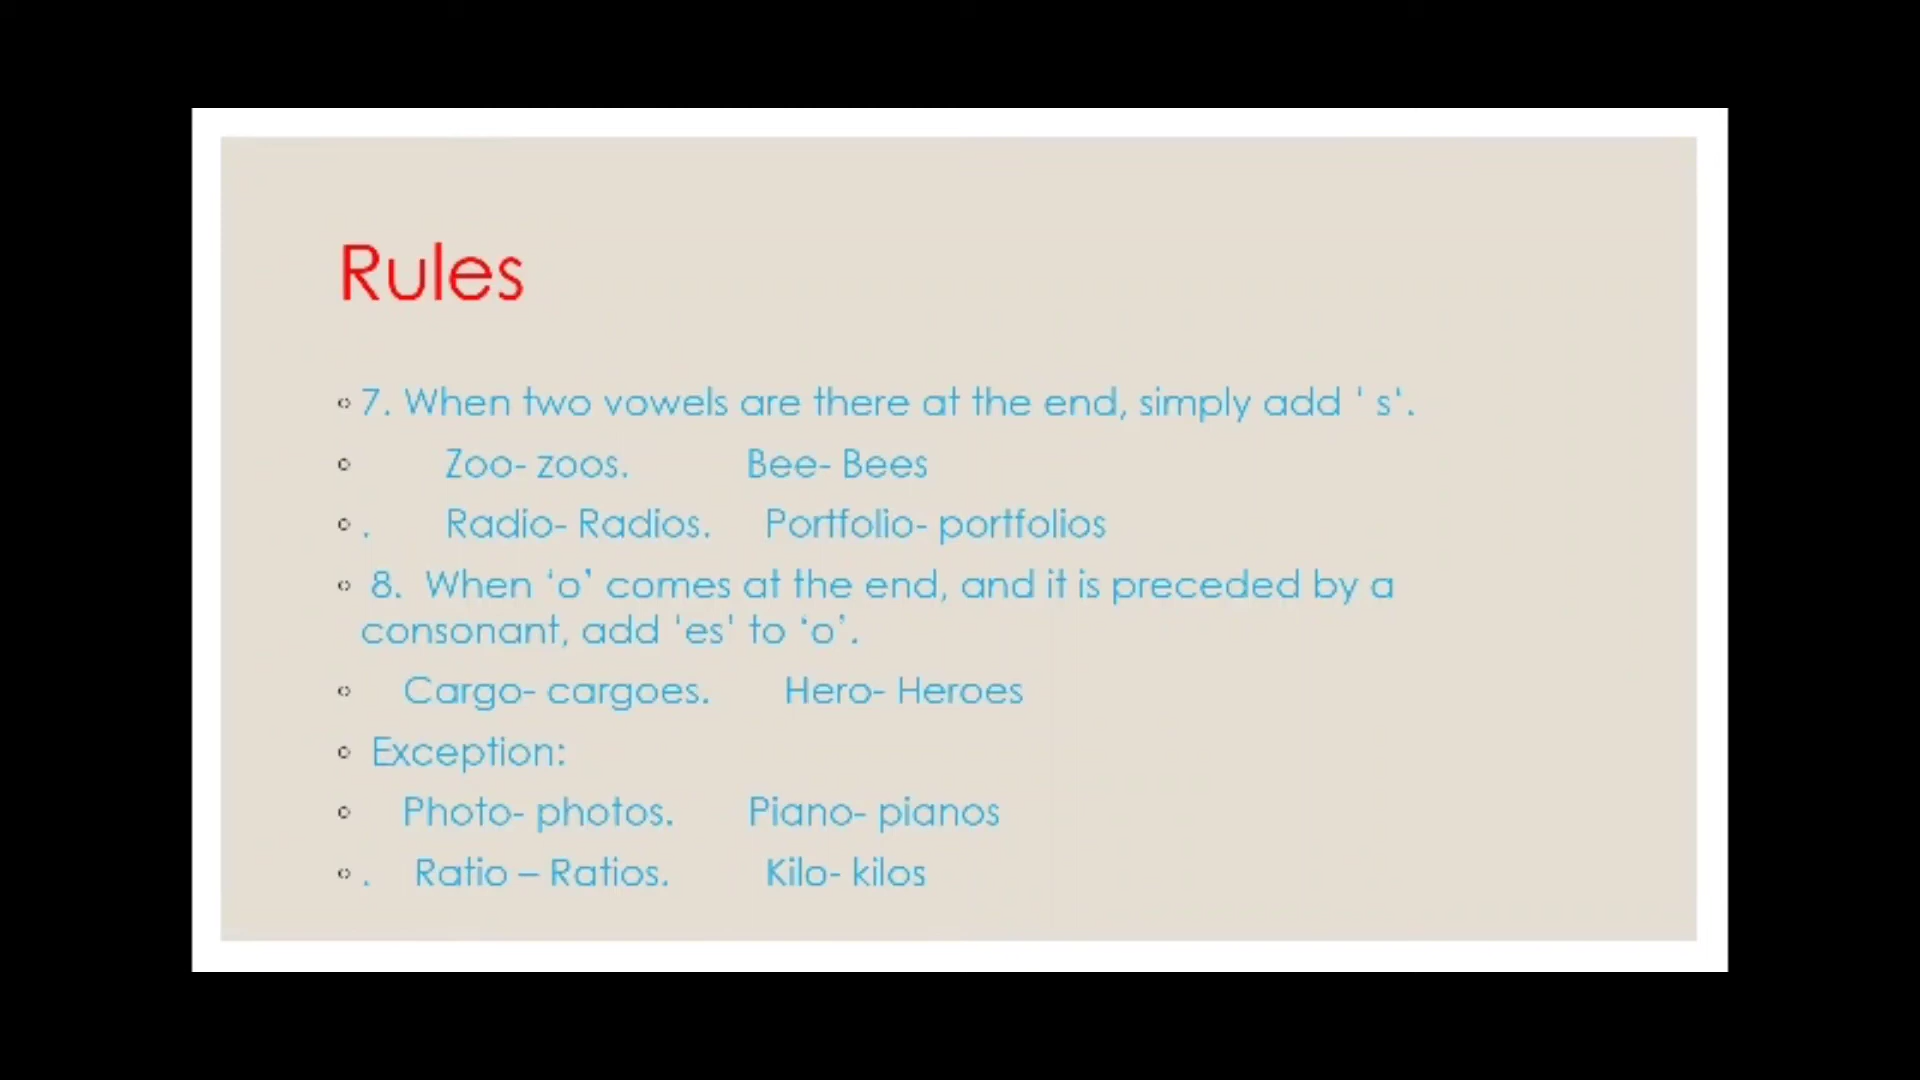 Rules
7. When two vowels are there at the end, simply add ' s'.
Zoo- zoos. Bee- Bees
. Radio- Radios. Portfolio- portfolios
8. When ‘o’ comes at the end, and it is preceded by a
consonant, add 'es' to ‘o’.
Cargo- cargoes. Hero- Heroes
Exception:
Photo- photos. Piano- pianos
. Ratio – Ratios. Kilo- kilos